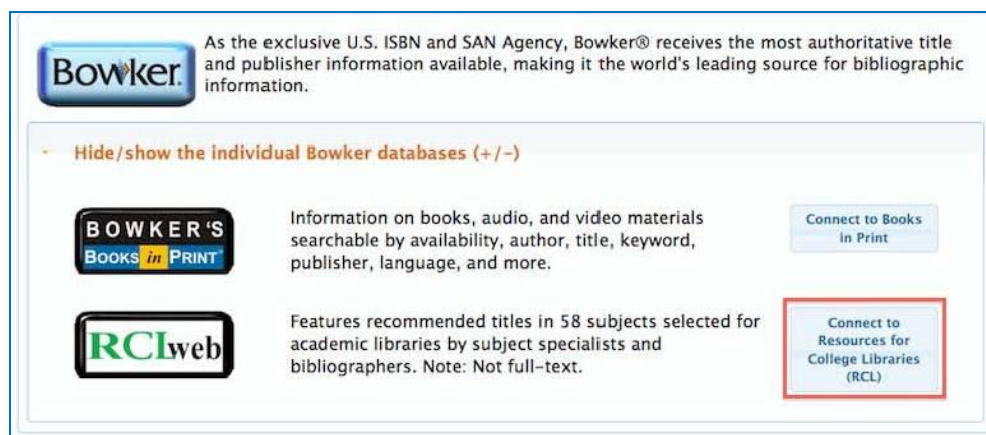 Bowker.
As the exclusive U.S. ISBN and SAN Agency, Bowker® receives the most authoritative title
and publisher information available, making it the world's leading source for bibliographic
information.
Hide/show the individual Bowker databases (+/-)
BOWKER'S
BOOKS in PRINT
Information on books, audio, and video materials
searchable by availability, author, title, keyword,
publisher, language, and more.
Connect to Books
in Print
RCLweb
Features recommended titles in 58 subjects selected for
academic libraries by subject specialists and
bibliographers. Note: Not full-text.
Connect to
Resources for
College Libraries
(RCL)